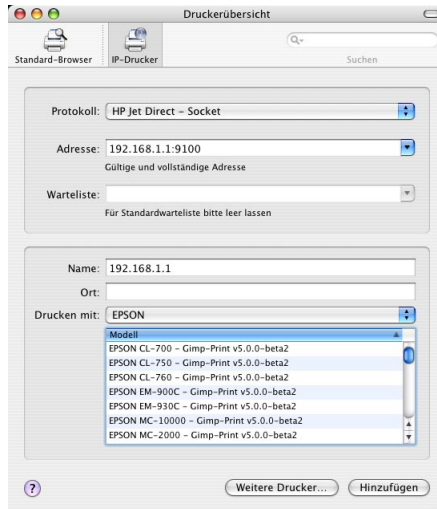 Druckerübersicht
Standard-Browser IP-Drucker Suchen
Protokoll: HP Jet Direct – Socket
Adresse: 192.168.1.1:9100
Gültige und vollständige Adresse
Warteliste:
Für Standardwarteliste bitte leer lassen
Name: 192.168.1.1
Ort:
Drucken mit: EPSON
Modell
EPSON CL-700 – Gimp-Print v5.0.0-beta2
EPSON CL-750 – Gimp-Print v5.0.0-beta2
EPSON CL-760 – Gimp-Print v5.0.0-beta2
EPSON EM-900C – Gimp-Print v5.0.0-beta2
EPSON EM-930C – Gimp-Print v5.0.0-beta2
EPSON MC-10000 – Gimp-Print v5.0.0-beta2
EPSON MC-2000 – Gimp-Print v5.0.0-beta2
? Weitere Drucker... Hinzufügen